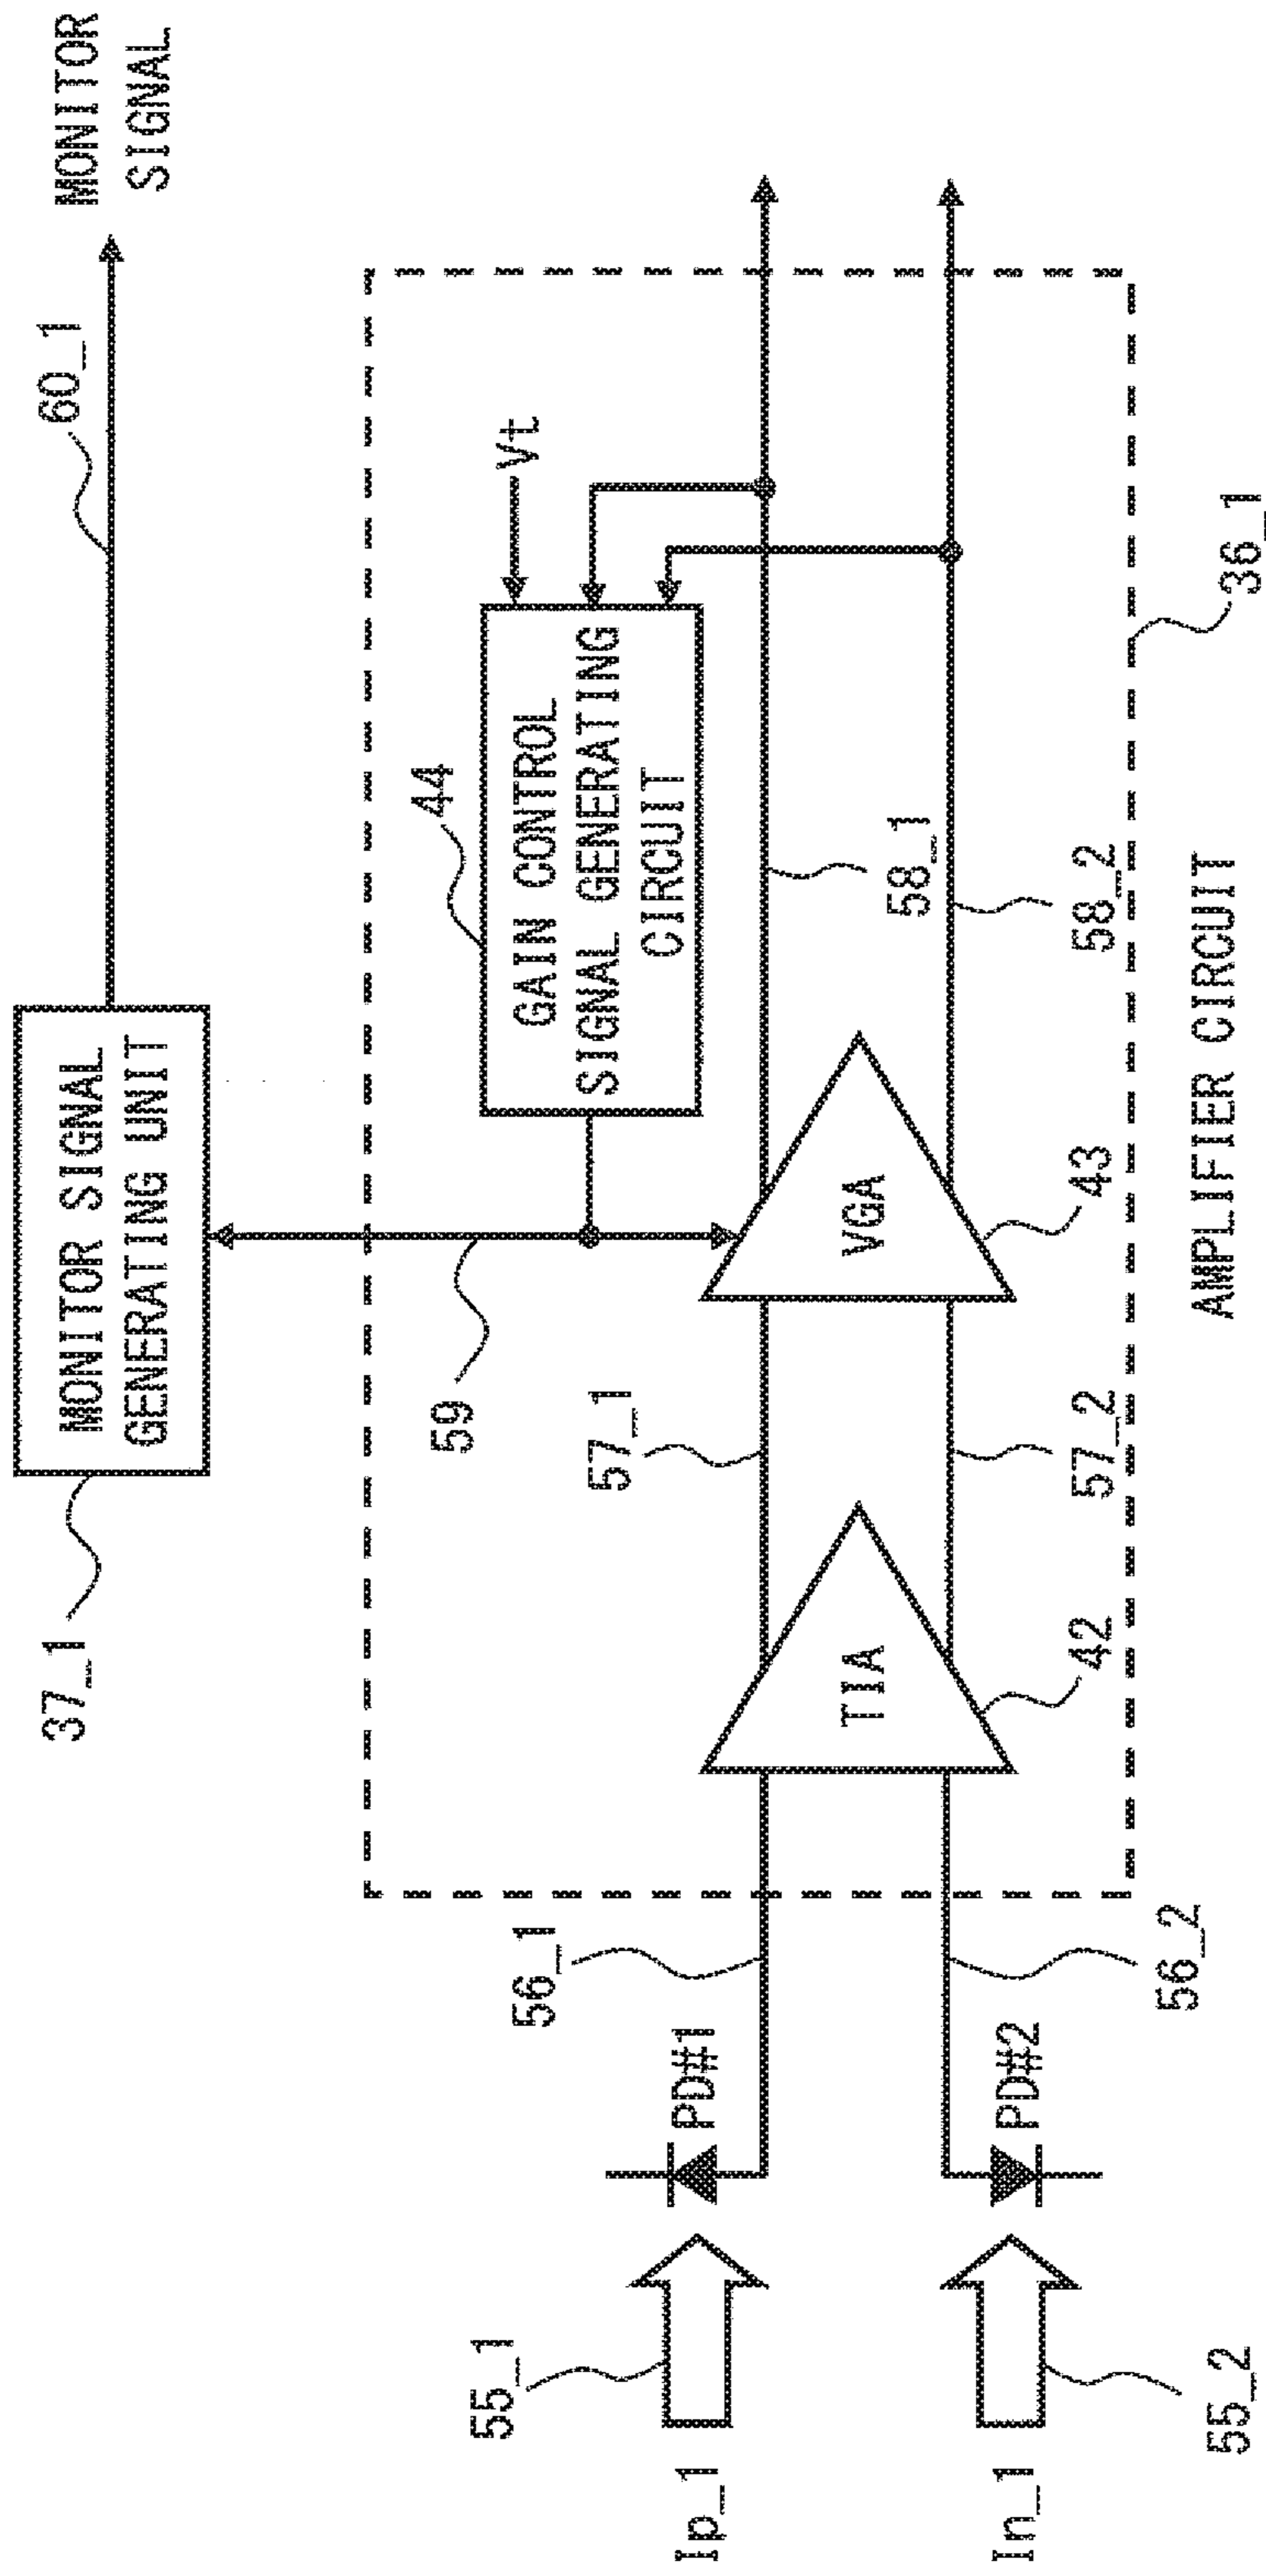 37_1
MONITOR SIGNAL
GENERATING UNIT
60_1
MONITOR
SIGNAL
59
44
GAIN CONTROL
SIGNAL GENERATING
CIRCUIT
Vt
Ip_1
55_1
PD#1
56_1
TIA
42
57_1
57_2
VGA
43
58_1
58_2
In_1
55_2
PD#2
56_2
AMPLIFIER CIRCUIT
36_1